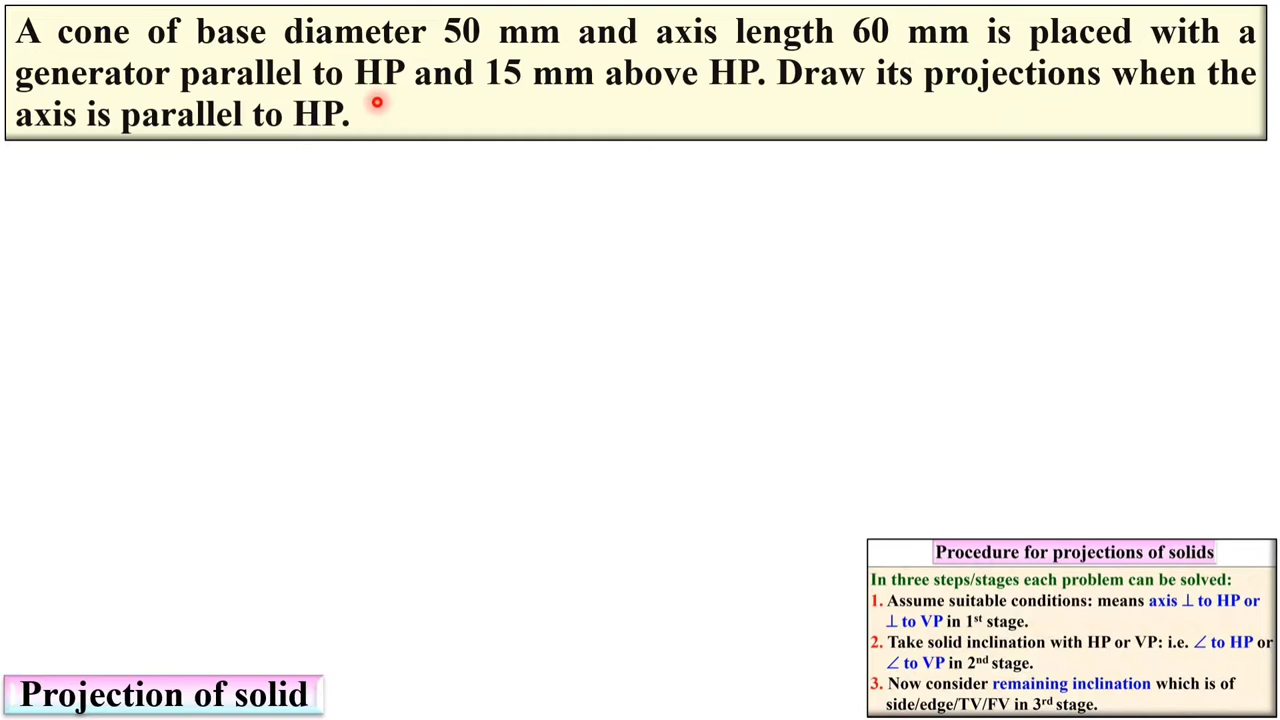 A cone of base diameter 50 mm and axis length 60 mm is placed with a
generator parallel to HP and 15 mm above HP. Draw its projections when the
axis is parallel to HP.
Procedure for projections of solids
In three steps/stages each problem can be solved:
1. Assume suitable conditions: means axis ⊥ to HP or
⊥ to VP in 1st stage.
2. Take solid inclination with HP or VP: i.e. ∠ to HP or
∠ to VP in 2nd stage.
3. Now consider remaining inclination which is of
side/edge/TV/FV in 3rd stage.
Projection of solid